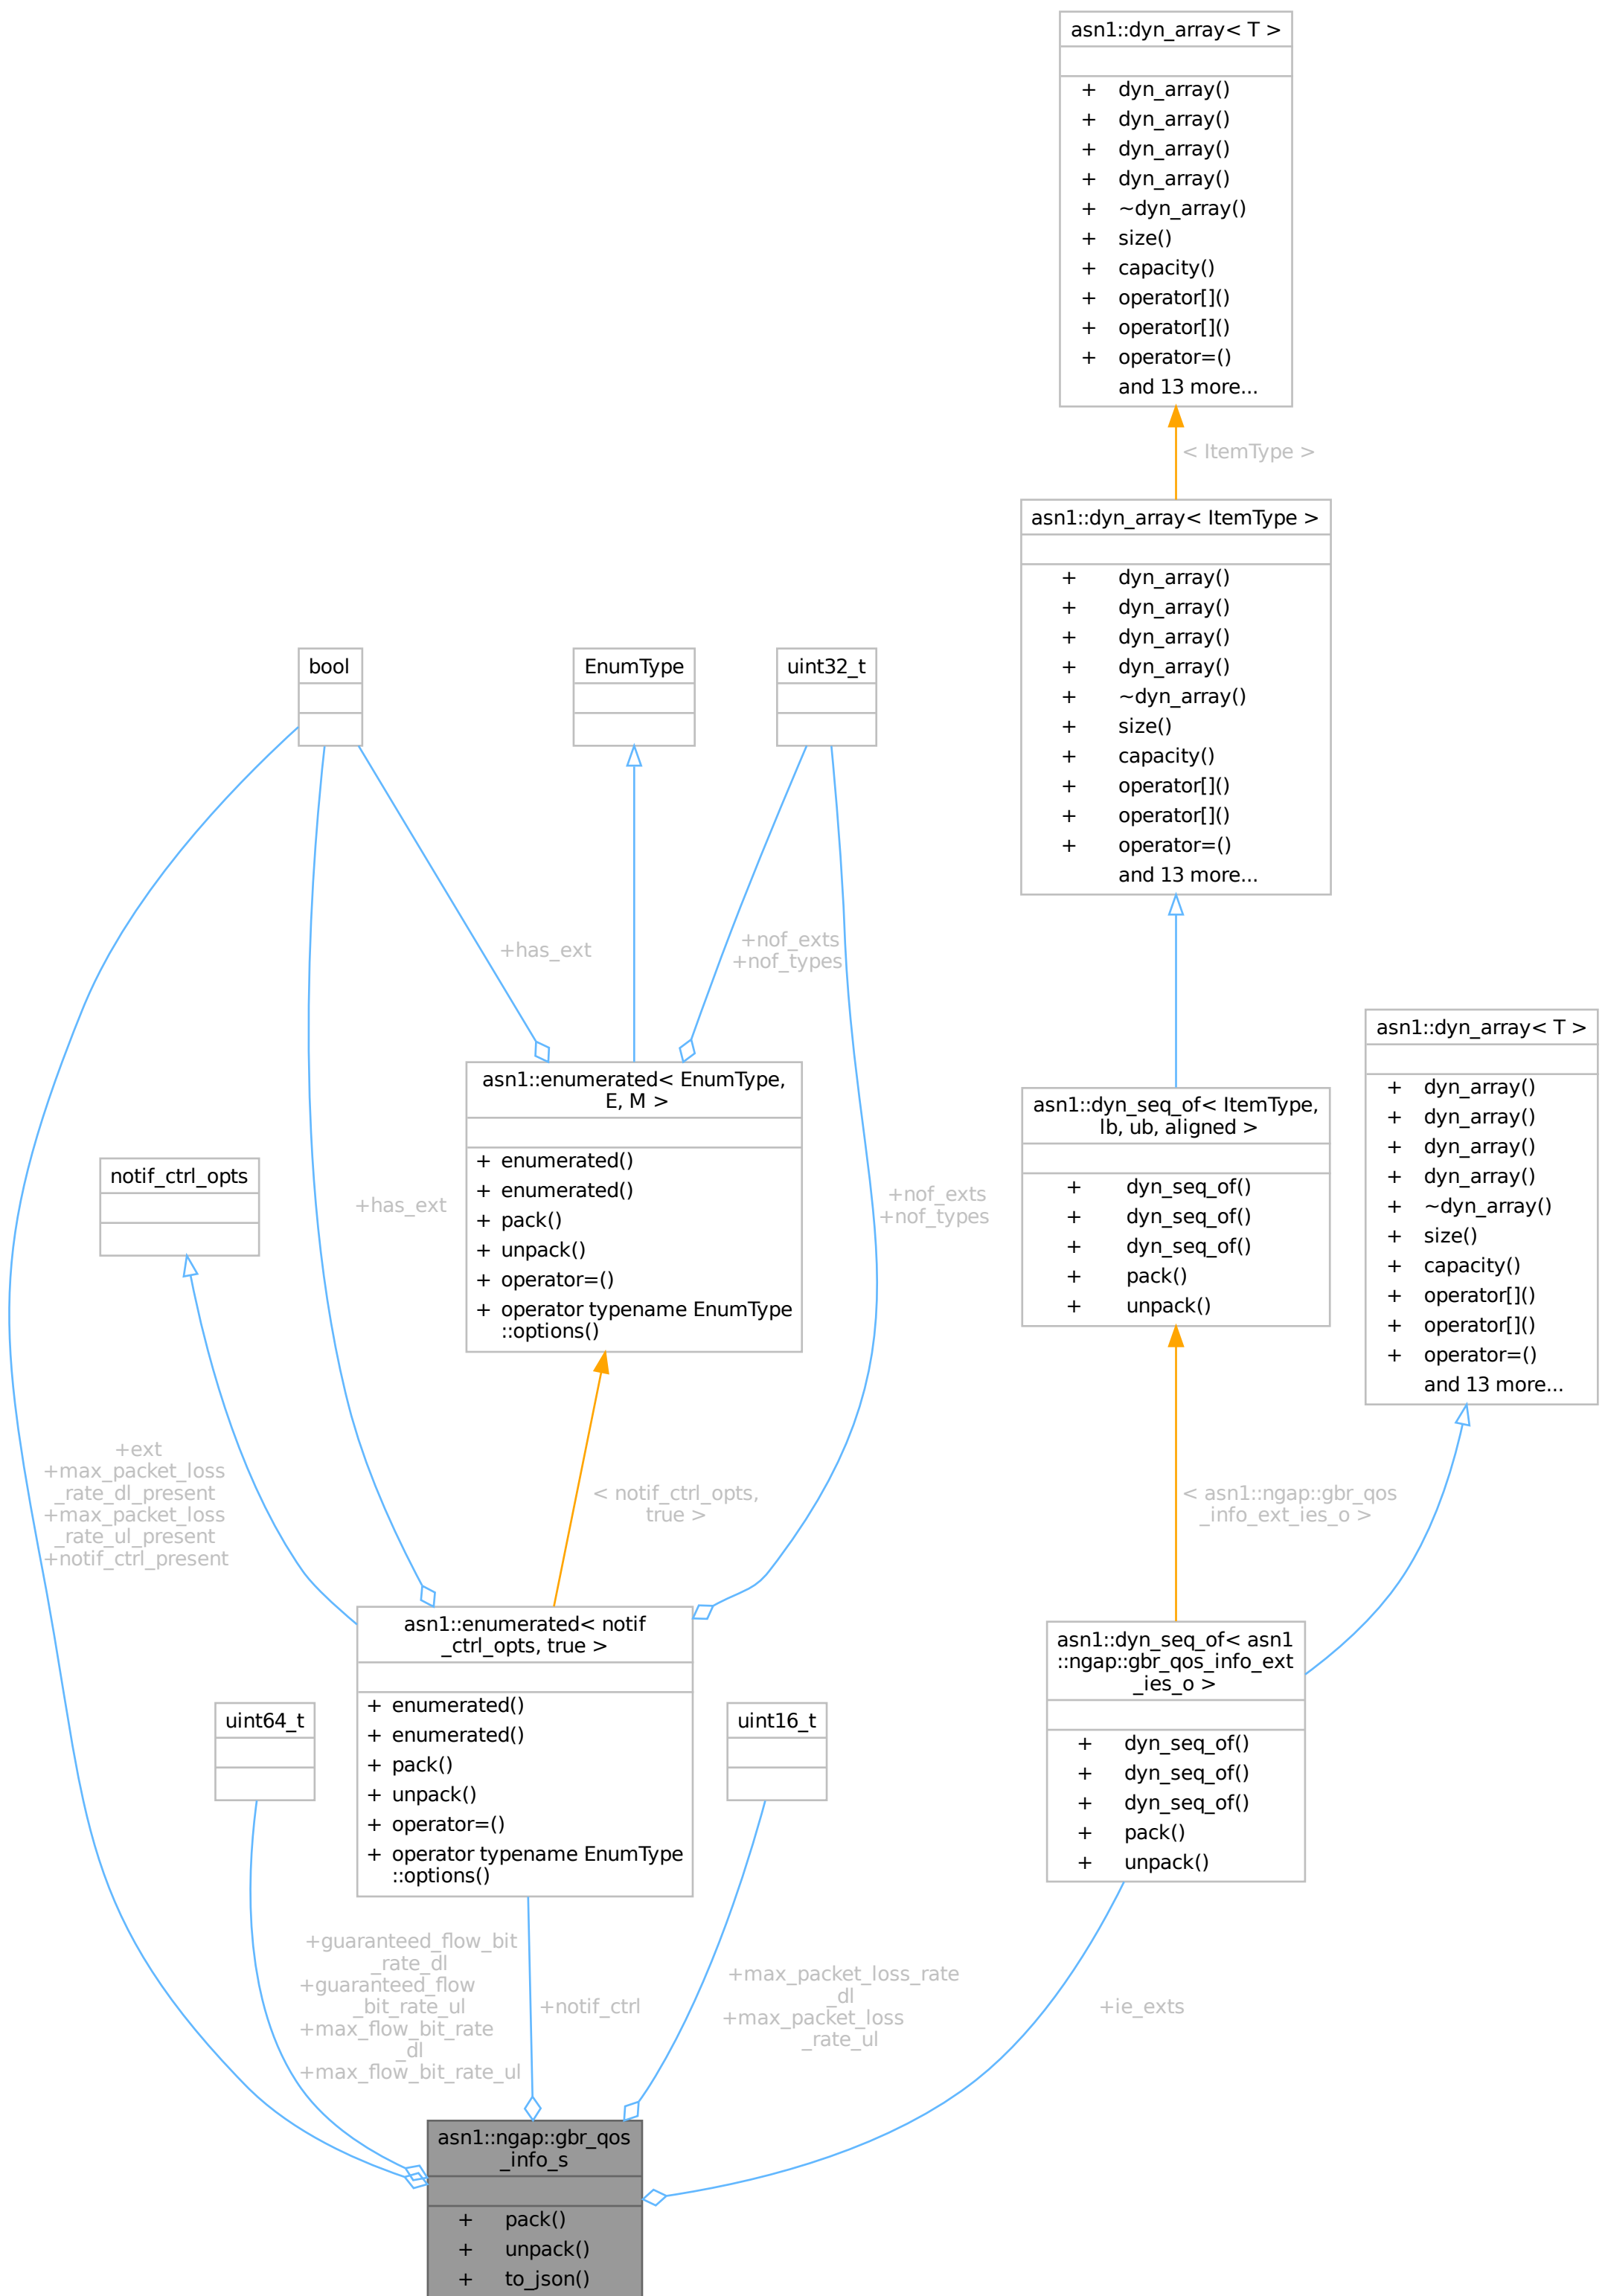 asn1::dyn_array< T >
+ dyn_array()
+ dyn_array()
+ dyn_array()
+ dyn_array()
+ ~dyn_array()
+ size()
+ capacity()
+ operator[]()
+ operator[]()
+ operator=()
and 13 more...
< ItemType >
asn1::dyn_array< ItemType >
+ dyn_array()
+ dyn_array()
+ dyn_array()
+ dyn_array()
+ ~dyn_array()
+ size()
+ capacity()
+ operator[]()
+ operator[]()
+ operator=()
and 13 more...
bool
EnumType
uint32_t
+has_ext
+nof_exts
+nof_types
asn1::enumerated< EnumType,
E, M >
+ enumerated()
+ enumerated()
+ pack()
+ unpack()
+ operator=()
+ operator typename EnumType
::options()
asn1::dyn_seq_of< ItemType,
lb, ub, aligned >
+ dyn_seq_of()
+ dyn_seq_of()
+ dyn_seq_of()
+ pack()
+ unpack()
asn1::dyn_array< T >
+ dyn_array()
+ dyn_array()
+ dyn_array()
+ dyn_array()
+ ~dyn_array()
+ size()
+ capacity()
+ operator[]()
+ operator[]()
+ operator=()
and 13 more...
notif_ctrl_opts
+has_ext
+nof_exts
+nof_types
+ext
+max_packet_loss
_rate_dl_present
+max_packet_loss
_rate_ul_present
+notif_ctrl_present
< notif_ctrl_opts,
true >
< asn1::ngap::gbr_qos
_info_ext_ies_o >
asn1::enumerated< notif
_ctrl_opts, true >
+ enumerated()
+ enumerated()
+ pack()
+ unpack()
+ operator=()
+ operator typename EnumType
::options()
uint64_t
uint16_t
asn1::dyn_seq_of< asn1
::ngap::gbr_qos_info_ext
_ies_o >
+ dyn_seq_of()
+ dyn_seq_of()
+ dyn_seq_of()
+ pack()
+ unpack()
+guaranteed_flow_bit
_rate_dl
+guaranteed_flow
_bit_rate_ul
+max_flow_bit_rate
_dl
+max_flow_bit_rate_ul
+notif_ctrl
+max_packet_loss_rate
_dl
+max_packet_loss
_rate_ul
+ie_exts
asn1::ngap::gbr_qos
_info_s
+ pack()
+ unpack()
+ to_json()